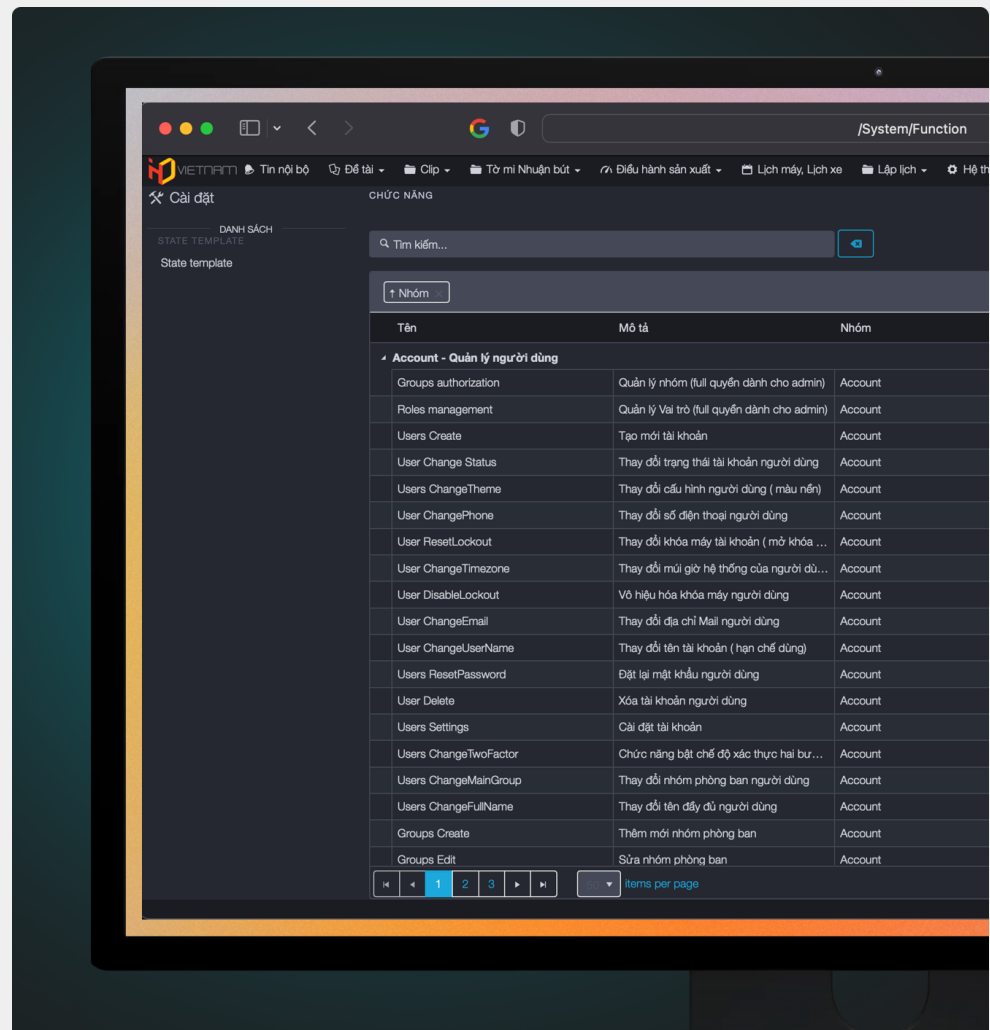 /System/Function
VIETNAM Tin nội bộ Đề tài Clip Tờ mi Nhuận bút Điều hành sản xuất Lịch máy, Lịch xe Lập lịch Hệ th
Cài đặt
CHỨC NĂNG
DANH SÁCH
STATE TEMPLATE
State template
Tìm kiếm...
↑ Nhóm
Tên Mô tả Nhóm
Account - Quản lý người dùng
Groups authorization Quản lý nhóm (full quyền dành cho admin) Account
Roles management Quản lý Vai trò (full quyền dành cho admin) Account
Users Create Tạo mới tài khoản Account
User Change Status Thay đổi trạng thái tài khoản người dùng Account
Users ChangeTheme Thay đổi cấu hình người dùng ( màu nền) Account
User ChangePhone Thay đổi số điện thoại người dùng Account
User ResetLockout Thay đổi khóa máy tài khoản ( mở khóa ... Account
User ChangeTimezone Thay đổi múi giờ hệ thống của người dù... Account
User DisableLockout Vô hiệu hóa khóa máy người dùng Account
User ChangeEmail Thay đổi địa chỉ Mail người dùng Account
User ChangeUserName Thay đổi tên tài khoản ( hạn chế dùng) Account
Users ResetPassword Đặt lại mật khẩu người dùng Account
User Delete Xóa tài khoản người dùng Account
Users Settings Cài đặt tài khoản Account
Users ChangeTwoFactor Chức năng bật chế độ xác thực hai bư... Account
Users ChangeMainGroup Thay đổi nhóm phòng ban người dùng Account
Users ChangeFullName Thay đổi tên đầy đủ người dùng Account
Groups Create Thêm mới nhóm phòng ban Account
Groups Edit Sửa nhóm phòng ban Account
1 2 3 50 items per page